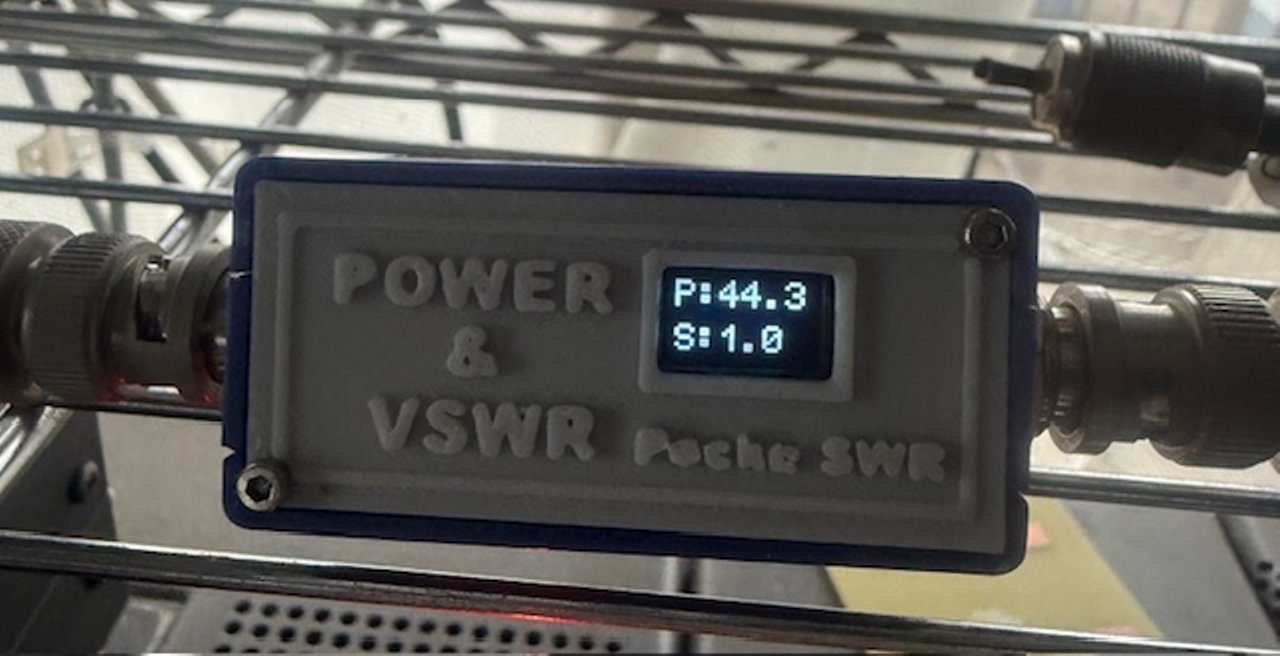 POWER
&
VSWR
P:44.3
S:1.0
Poche SWR